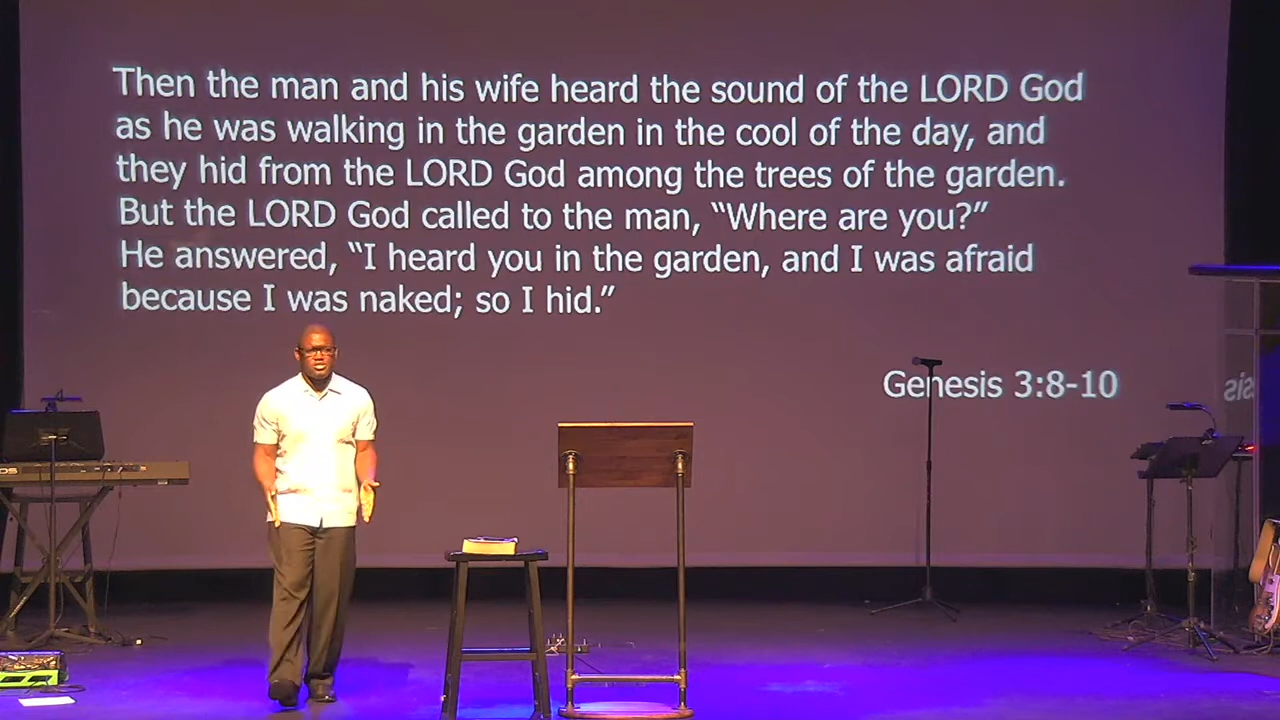 Then the man and his wife heard the sound of the LORD God
as he was walking in the garden in the cool of the day, and
they hid from the LORD God among the trees of the garden.
But the LORD God called to the man, “Where are you?”
He answered, “I heard you in the garden, and I was afraid
because I was naked; so I hid.”
Genesis 3:8-10